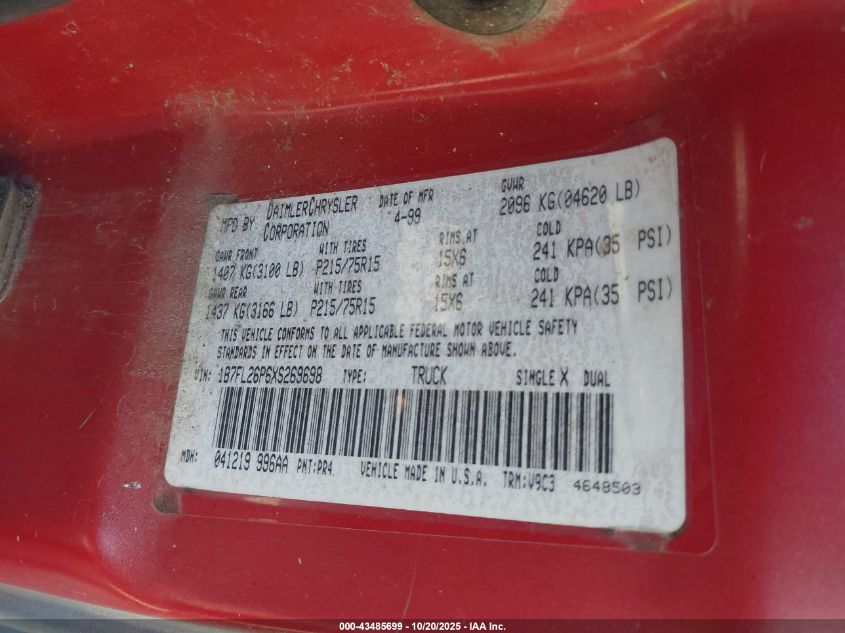 MFD BY DAIMLERCHRYSLER CORPORATION DATE OF MFR 4-99 GVWR 2096 KG(04620 LB)
GAWR FRONT WITH TIRES RIMS AT COLD
1407 KG(3100 LB) P215/75R15 15X6 241 KPA(35 PSI)
GAWR REAR WITH TIRES RIMS AT COLD
1437 KG(3166 LB) P215/75R15 15X6 241 KPA(35 PSI)
THIS VEHICLE CONFORMS TO ALL APPLICABLE FEDERAL MOTOR VEHICLE SAFETY
STANDARDS IN EFFECT ON THE DATE OF MANUFACTURE SHOWN ABOVE.
VIN: 1B7FL26P6XS269698 TYPE: TRUCK SINGLE X DUAL
MDH: 041219 996AA PNT:PR4 VEHICLE MADE IN U.S.A. TRM:V9C3 4648503
000-43485699 | 10/20/2025 - IAA Inc.